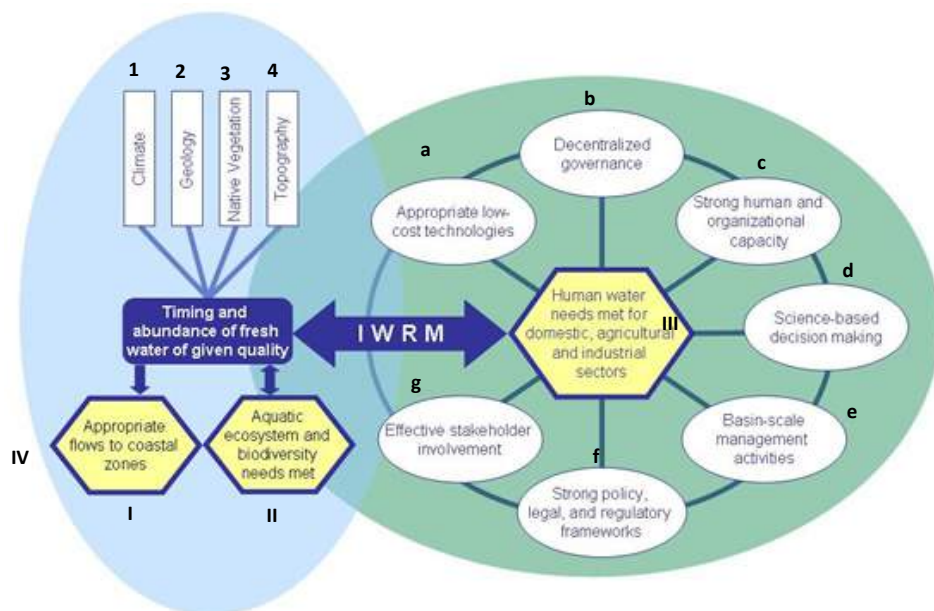 1
2
3
4
Climate
Geology
Native Vegetation
Topography
a
b
c
d
e
f
g
Appropriate low-
cost technologies
Decentralized
governance
Strong human and
organizational
capacity
Science-based
decision making
Basin-scale
management
activities
Strong policy,
legal, and regulatory
frameworks
Effective stakeholder
involvement
Human water
needs met for
domestic, agricultural
and industrial
sectors
III
IWRM
Timing and
abundance of fresh
water of given quality
Appropriate
flows to coastal
zones
Aquatic
ecosystem and
biodiversity
needs met
IV
I
II